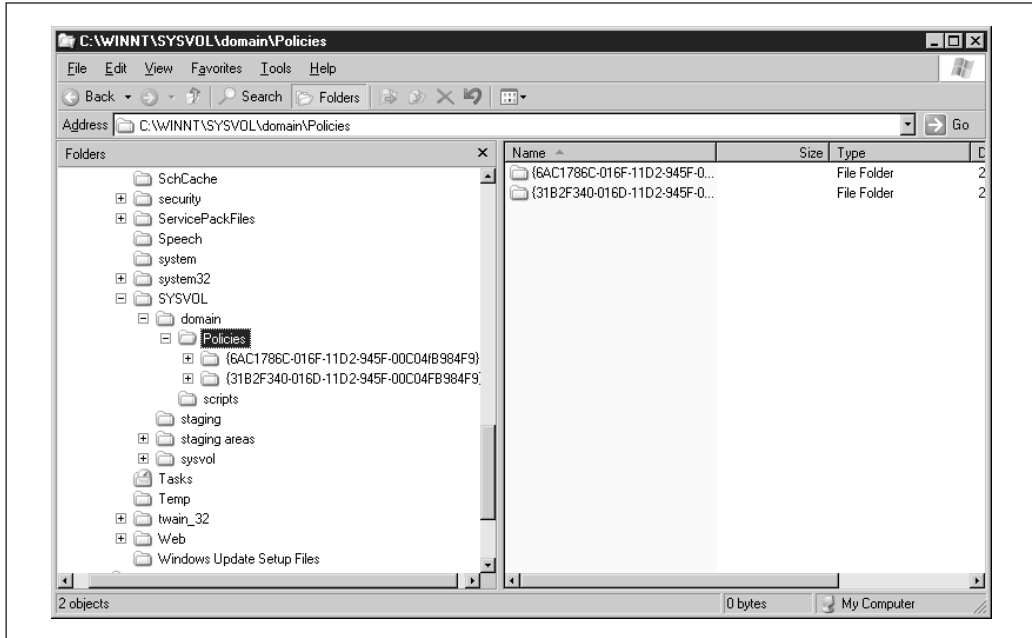 C:\WINNT\SYSVOL\domain\Policies
File Edit View Favorites Tools Help
Back Search Folders
Address C:\WINNT\SYSVOL\domain\Policies Go
Folders
SchCache
security
ServicePackFiles
Speech
system
system32
SYSVOL
domain
Policies
{6AC1786C-016F-11D2-945F-00C04fB984F9}
{31B2F340-016D-11D2-945F-00C04FB984F9}
scripts
staging
staging areas
sysvol
Tasks
Temp
twain_32
Web
Windows Update Setup Files
Name Size Type D
{6AC1786C-016F-11D2-945F-0... File Folder 2
{31B2F340-016D-11D2-945F-0... File Folder 2
2 objects 0 bytes My Computer